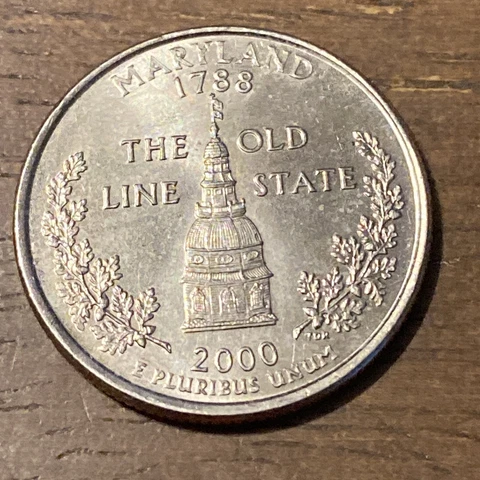 MARYLAND
1788
THE OLD
LINE STATE
2000
E PLURIBUS UNUM